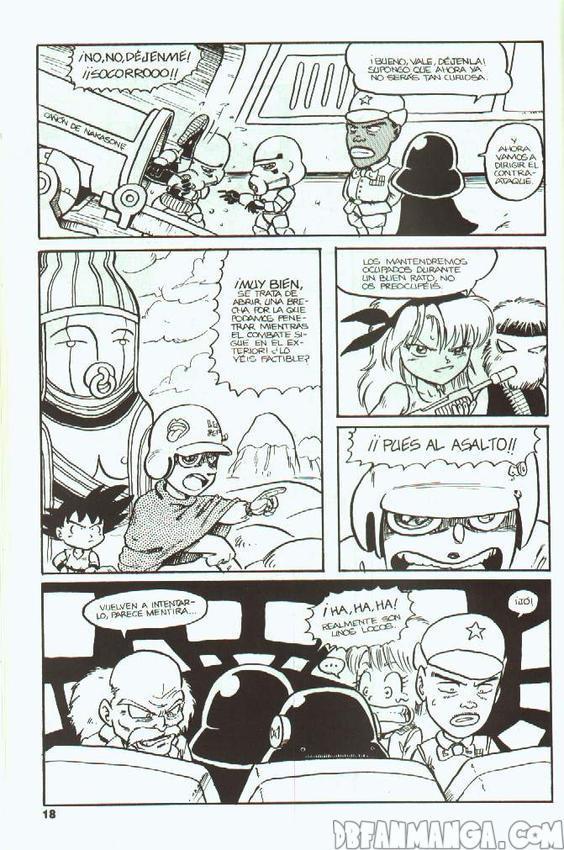 ¡NO, NO, DÉJENME!
¡¡SOCORROOO!!
¡BUENO, VALE, DÉJENLA!
SUPONGO QUE AHORA YA
NO SERÁS TAN CURIOSA.
CAÑÓN DE NAKASONE
Y
AHORA
VAMOS A
DIRIGIR EL
CONTRA-
ATAQUE.
¡MUY BIEN,
SE TRATA DE
ABRIR UNA BRE-
CHA POR LA QUE
PODAMOS PENE-
TRAR MIENTRAS
EL COMBATE SI-
GUE EN EL EX-
TERIOR! ¿LO
VÉIS FACTIBLE?
LOS MANTENDREMOS
OCUPADOS DURANTE
UN BUEN RATO, NO
OS PREOCUPÉIS.
¡¡PUES AL ASALTO!!
VUELVEN A INTENTAR-
LO, PARECE MENTIRA...
¡HA, HA, HA!
REALMENTE SON
UNOS LOCOS.
...
¡JO!
18
DBFANMANGA.COM